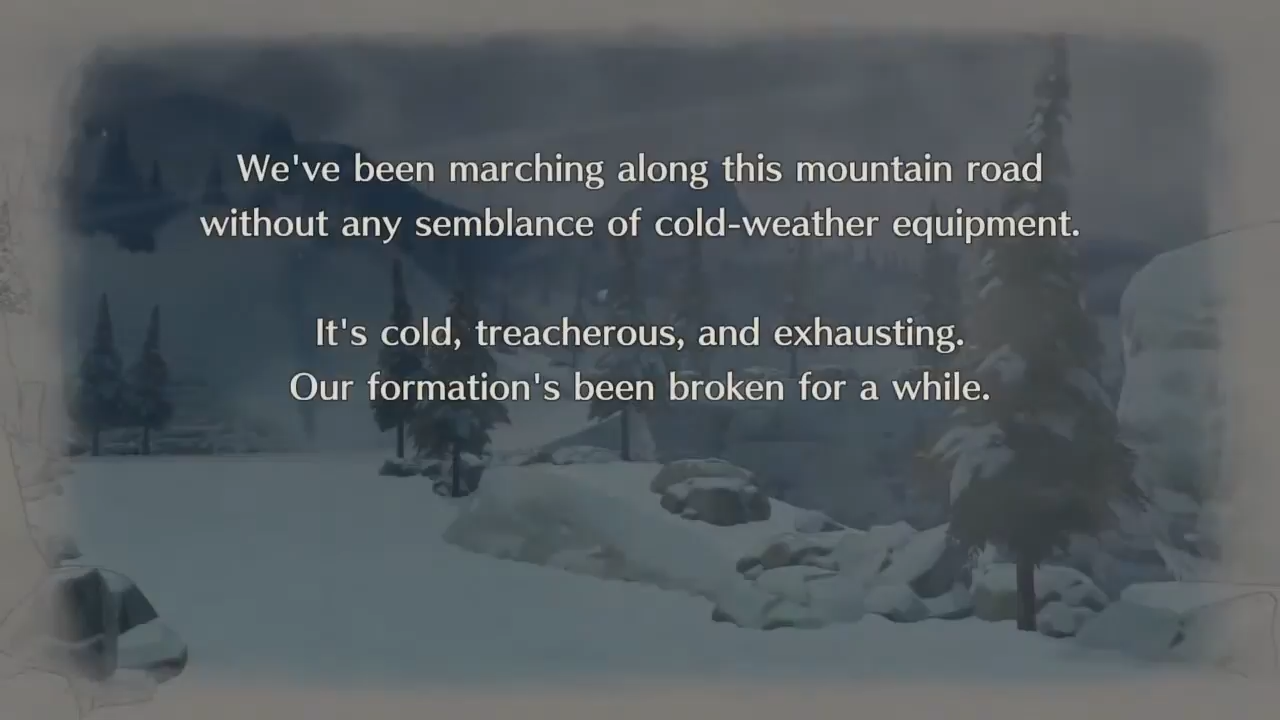 We've been marching along this mountain road
without any semblance of cold-weather equipment.
It's cold, treacherous, and exhausting.
Our formation's been broken for a while.